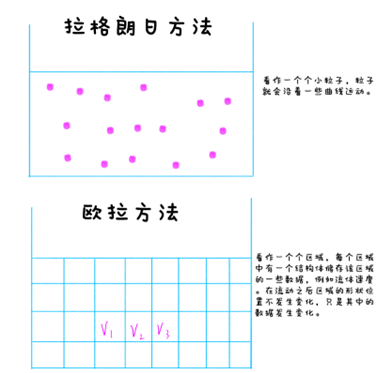 拉格朗日方法
看作一个个小粒子，粒子
就会沿着一些曲线运动。
欧拉方法
看作一个个区域，每个区域
中有一个结构体储存该区域
的一些数据，例如流体速度
。在流动之后区域的形状位
置不发生变化，只是其中的
数据发生变化。
V₁ V₂ V₃